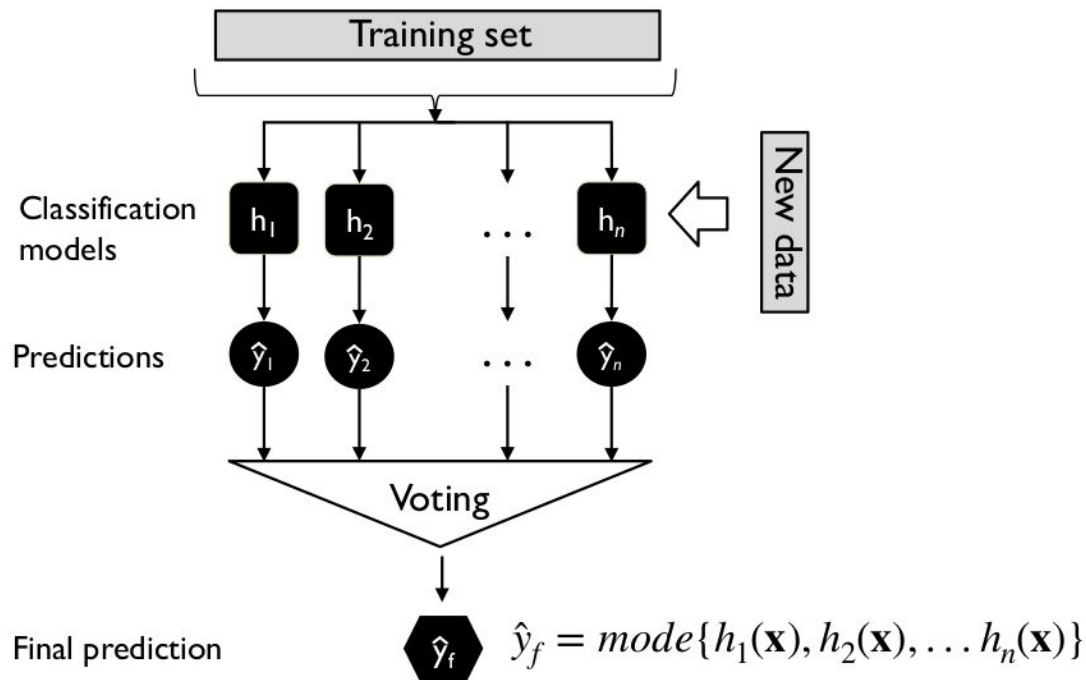 Training set
New data
Classification
models
h₁ h₂ . . . hₙ
Predictions
ŷ₁ ŷ₂ . . . ŷₙ
Voting
Final prediction
ŷf
ŷf = mode{h₁(𝐱), h₂(𝐱), . . . hₙ(𝐱)}